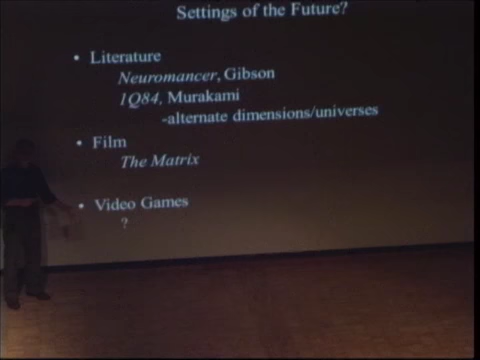 Settings of the Future?
• Literature
Neuromancer, Gibson
1Q84, Murakami
-alternate dimensions/universes
• Film
The Matrix
• Video Games
?